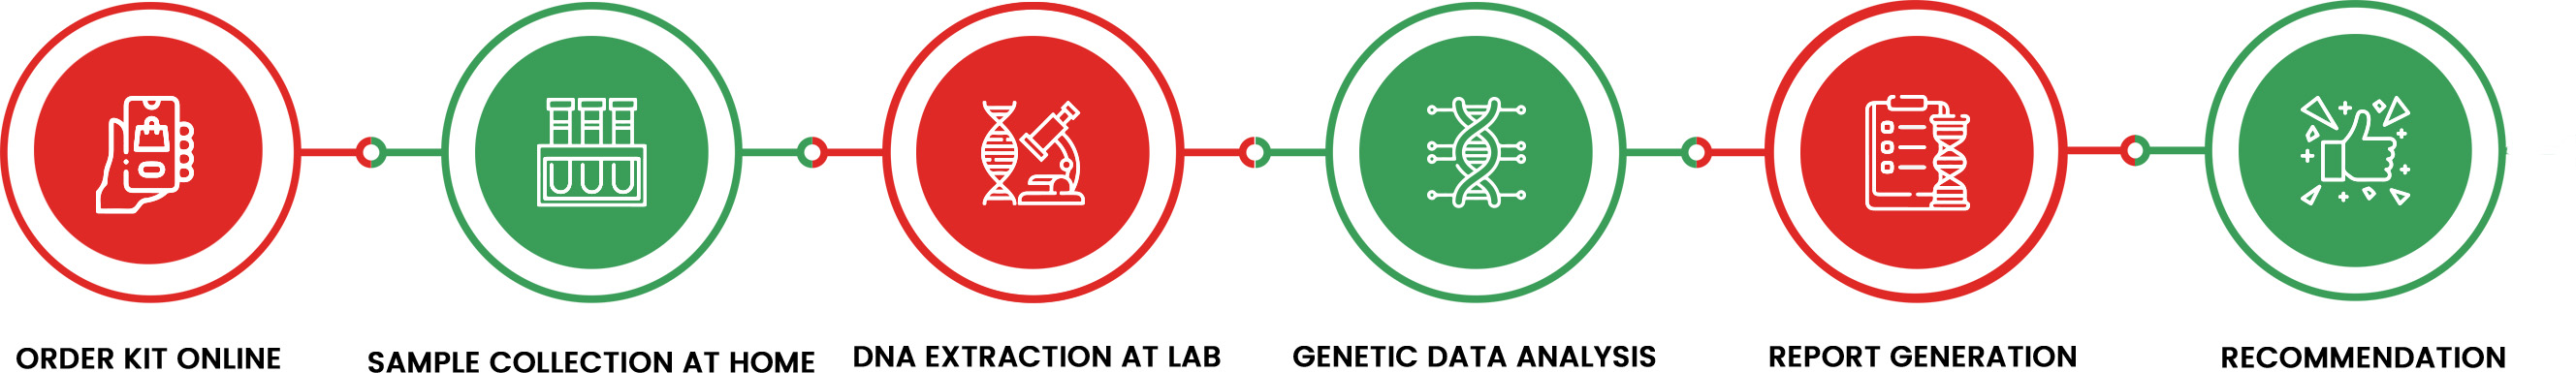 ORDER KIT ONLINE
SAMPLE COLLECTION AT HOME
DNA EXTRACTION AT LAB
GENETIC DATA ANALYSIS
REPORT GENERATION
RECOMMENDATION